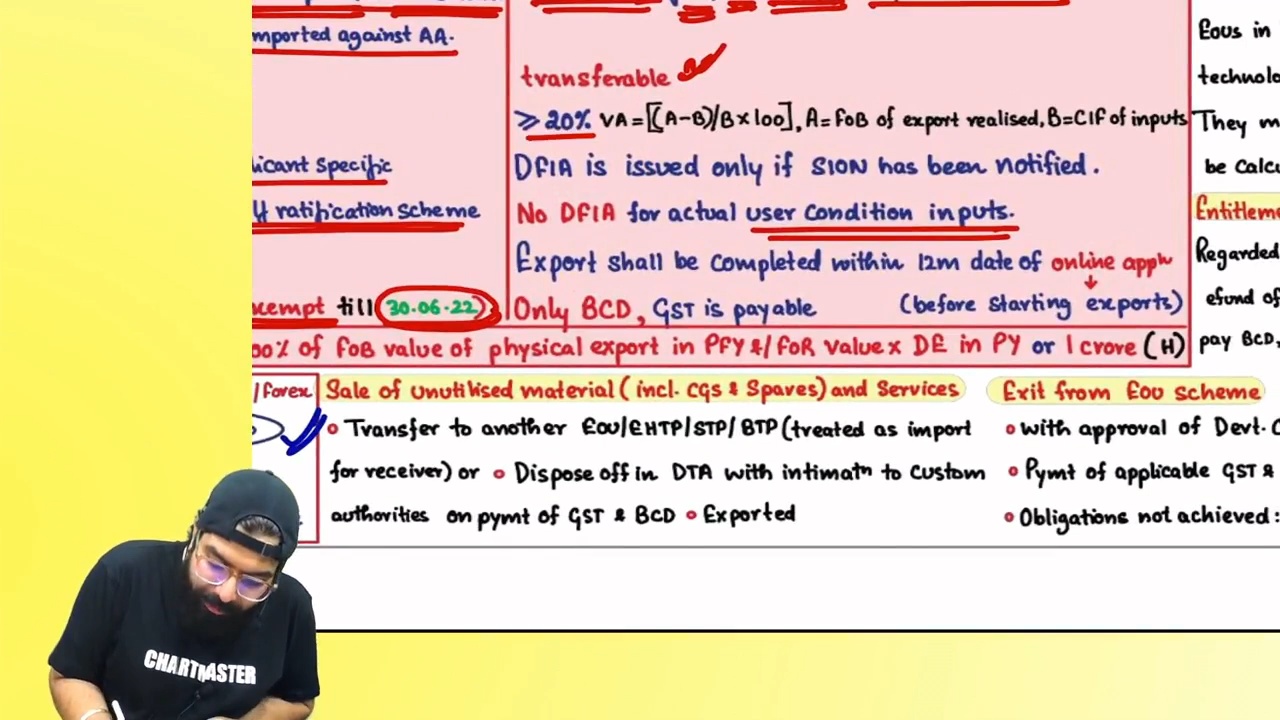 mported against AA.
transferable
≥ 20% VA = [(A-B)/B x 100], A = FOB of export realised, B = CIF of inputs
licant Specific
DFIA is issued only if SION has been notified.
ratification scheme
No DFIA for actual user condition inputs.
Export shall be completed within 12m date of online appln
(before starting exports)
xempt till 30.06.22)
Only BCD, GST is payable
00% of FOB value of physical export in PFY &/ FOR value x DE in PY or 1 crore (H)
/Forex
Sale of unutilised material (incl. CGs & Spares) and Services
• Transfer to another EOU/EHTP/STP/BTP (treated as import
for receiver) or • Dispose off in DTA with intimatn to Custom
authorities on pymt of GST & BCD • Exported
Exit from EOU scheme
• with approval of Devt. C
• Pymt of applicable GST &
• Obligations not achieved:
EOUs in
technolo
They m
be Calcu
Entitleme
Regarded
efund of
pay BCD,
CHARTMASTER